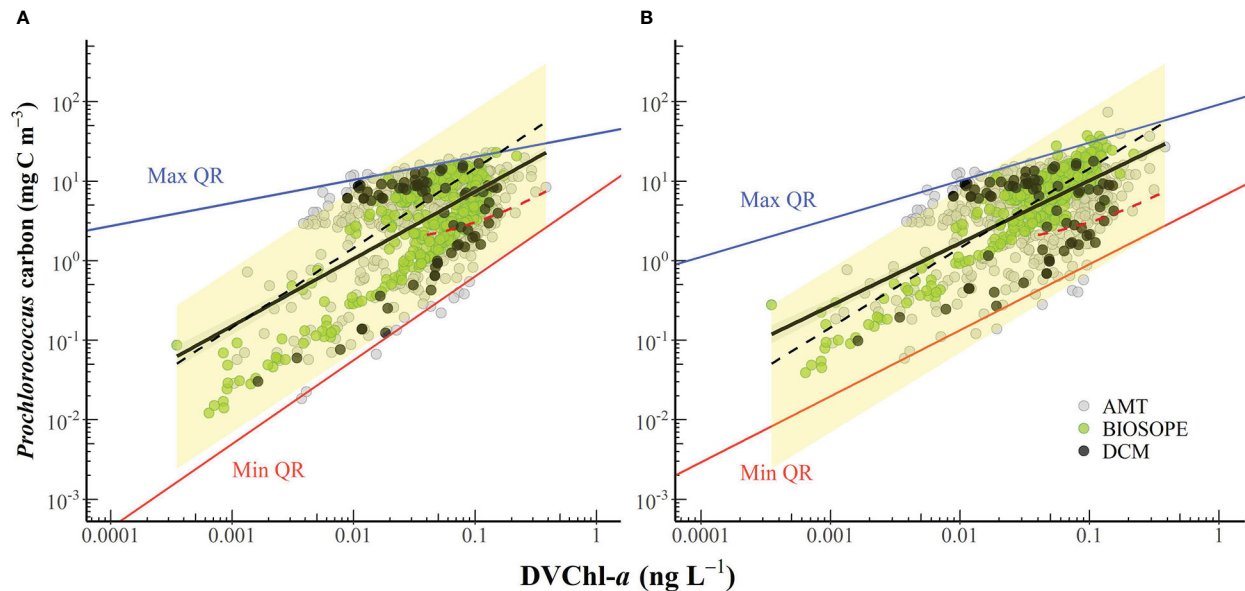 A
B
Prochlorococcus carbon (mg C m⁻³)
10²
10¹
10⁰
10⁻¹
10⁻²
10⁻³
Max QR
Min QR
0.0001 0.001 0.01 0.1 1
10²
10¹
10⁰
10⁻¹
10⁻²
10⁻³
Max QR
Min QR
AMT
BIOSOPE
DCM
0.0001 0.001 0.01 0.1 1
DVChl-a (ng L⁻¹)